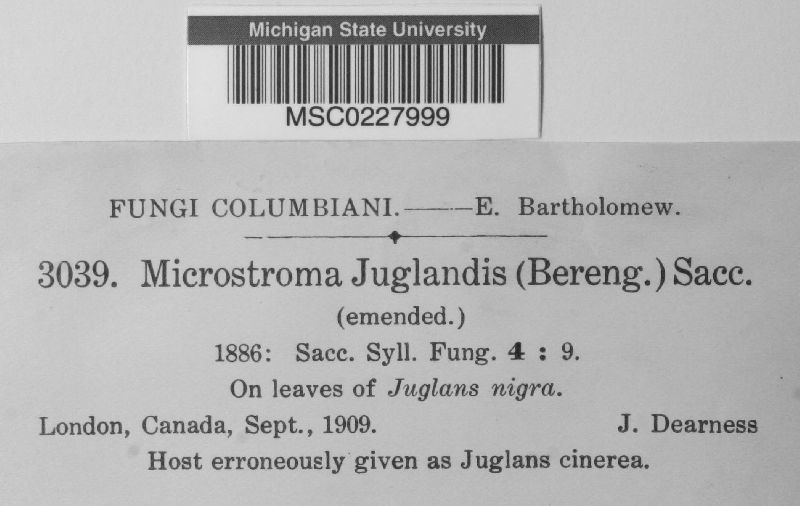 Michigan State University
MSC0227999
FUNGI COLUMBIANI.———E. Bartholomew.
3039. Microstroma Juglandis (Bereng.) Sacc.
(emended.)
1886: Sacc. Syll. Fung. 4 : 9.
On leaves of Juglans nigra.
London, Canada, Sept., 1909. J. Dearness
Host erroneously given as Juglans cinerea.